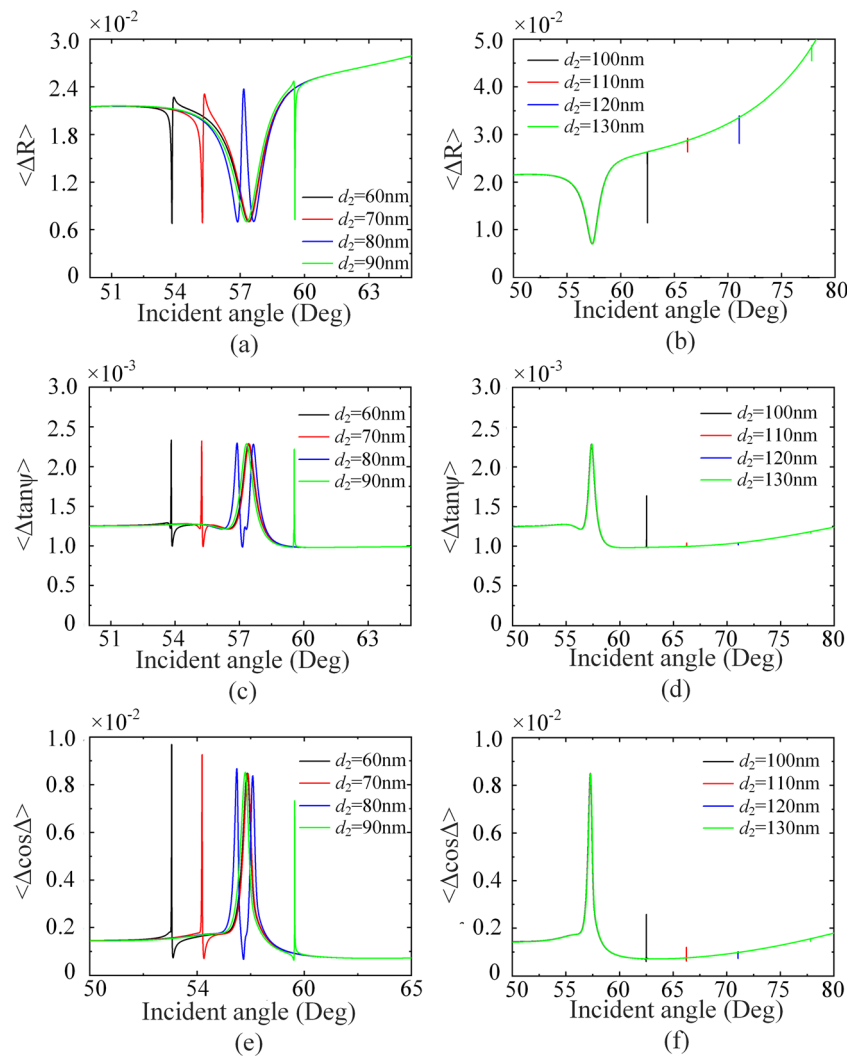 ×10⁻²
3.0
2.4
1.8
1.2
0.6
0
<ΔR>
d₂=60nm
d₂=70nm
d₂=80nm
d₂=90nm
51 54 57 60 63
Incident angle (Deg)
(a)
×10⁻²
5.0
4.0
3.0
2.0
1.0
0
<ΔR>
d₂=100nm
d₂=110nm
d₂=120nm
d₂=130nm
50 55 60 65 70 75 80
Incident angle (Deg)
(b)
×10⁻³
3.0
2.5
2.0
1.5
1.0
0.5
0
<Δtanψ>
d₂=60nm
d₂=70nm
d₂=80nm
d₂=90nm
51 54 57 60 63
Incident angle (Deg)
(c)
×10⁻³
3.0
2.5
2.0
1.5
1.0
0.5
0
<Δtanψ>
d₂=100nm
d₂=110nm
d₂=120nm
d₂=130nm
50 55 60 65 70 75 80
Incident angle (Deg)
(d)
×10⁻²
1.0
0.8
0.6
0.4
0.2
0
<ΔcosΔ>
d₂=60nm
d₂=70nm
d₂=80nm
d₂=90nm
50 54 57 60 65
Incident angle (Deg)
(e)
×10⁻²
1.0
0.8
0.6
0.4
0.2
0
<ΔcosΔ>
d₂=100nm
d₂=110nm
d₂=120nm
d₂=130nm
50 55 60 65 70 75 80
Incident angle (Deg)
(f)